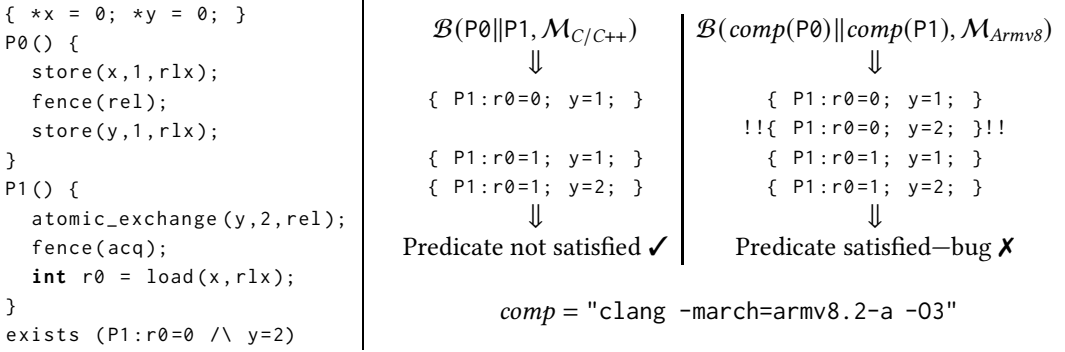 { *x = 0; *y = 0; }
P0() {
store(x,1,rlx);
fence(rel);
store(y,1,rlx);
}
P1() {
atomic_exchange(y,2,rel);
fence(acq);
int r0 = load(x,rlx);
}
exists (P1:r0=0 /\ y=2)
ℬ(P0||P1, ℳC/C++)
⇓
{ P1:r0=0; y=1; }
{ P1:r0=1; y=1; }
{ P1:r0=1; y=2; }
⇓
Predicate not satisfied ✓
ℬ(comp(P0)||comp(P1), ℳArmv8)
⇓
{ P1:r0=0; y=1; }
!!{ P1:r0=0; y=2; }!!
{ P1:r0=1; y=1; }
{ P1:r0=1; y=2; }
⇓
Predicate satisfied—bug ✗
comp = "clang -march=armv8.2-a -O3"